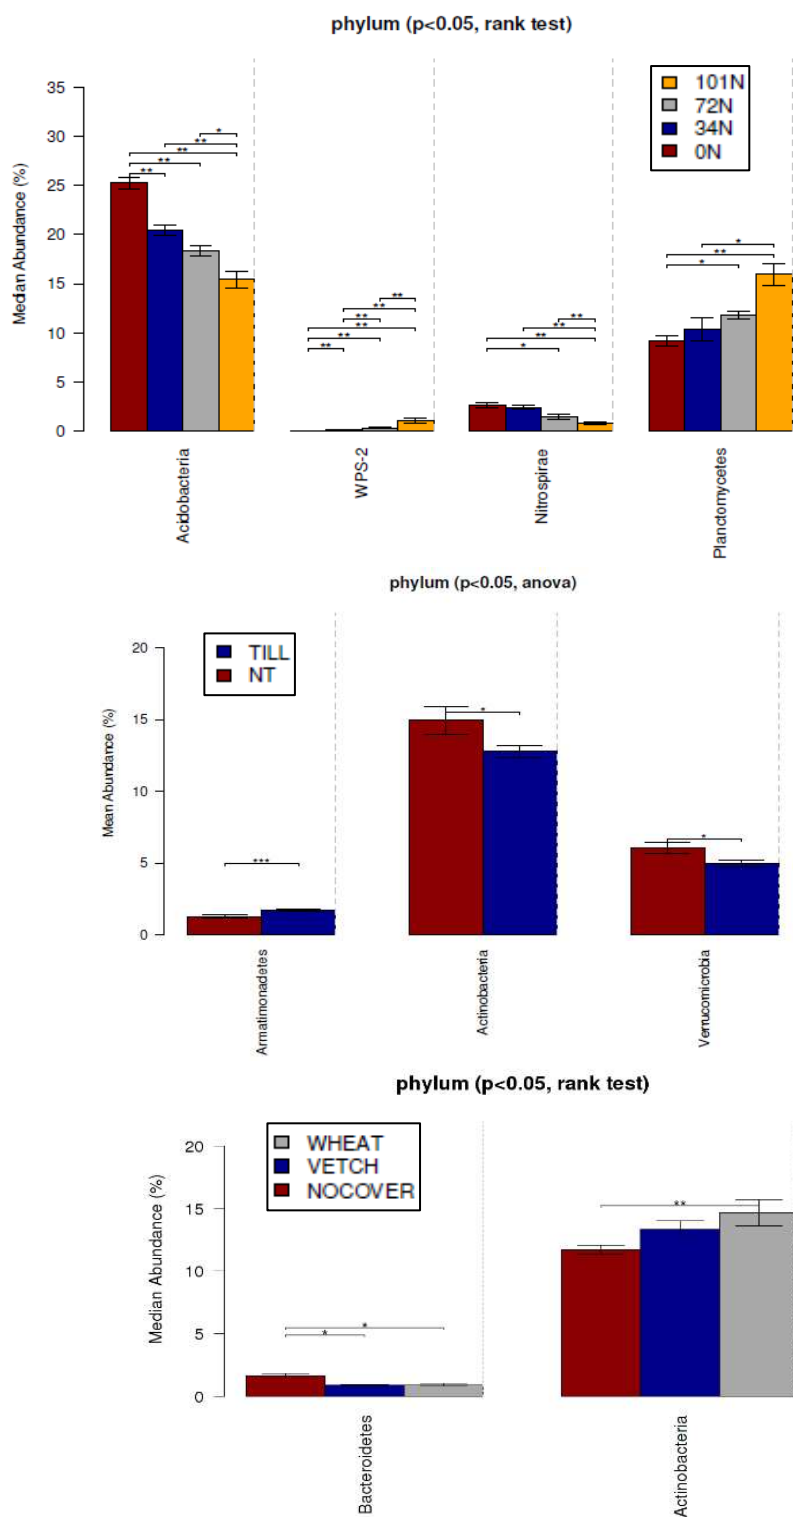 phylum (p<0.05, rank test)
Median Abundance (%)
35
30
25
20
15
10
5
0
101N
72N
34N
0N
*
**
**
**
**
**
**
**
**
**
**
**
**
**
**
*
*
**
*
Acidobacteria
WPS-2
Nitrospirae
Planctomycetes
phylum (p<0.05, anova)
Mean Abundance (%)
20
15
10
5
0
TILL
NT
***
*
*
Armatimonadetes
Actinobacteria
Verrucomicrobia
phylum (p<0.05, rank test)
Median Abundance (%)
20
15
10
5
0
WHEAT
VETCH
NOCOVER
*
*
**
Bacteroidetes
Actinobacteria